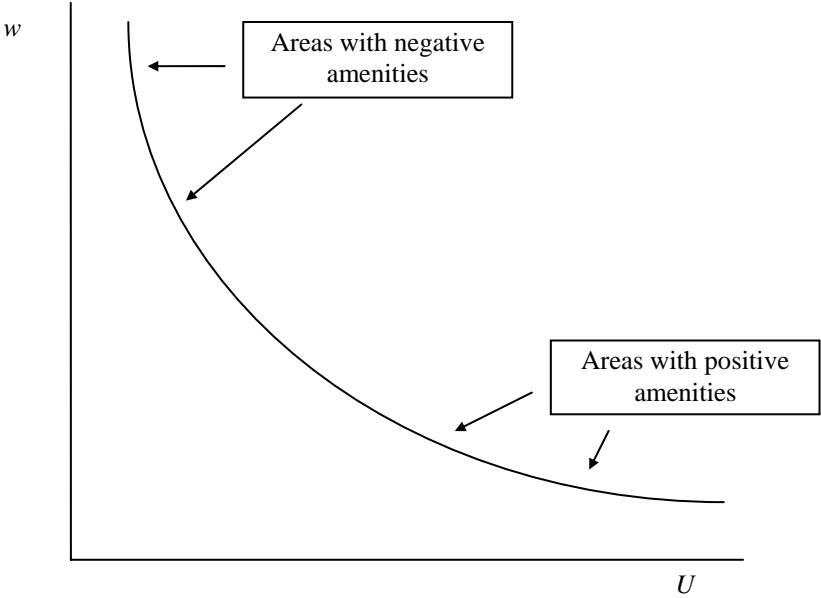 w
Areas with negative
amenities
Areas with positive
amenities
U